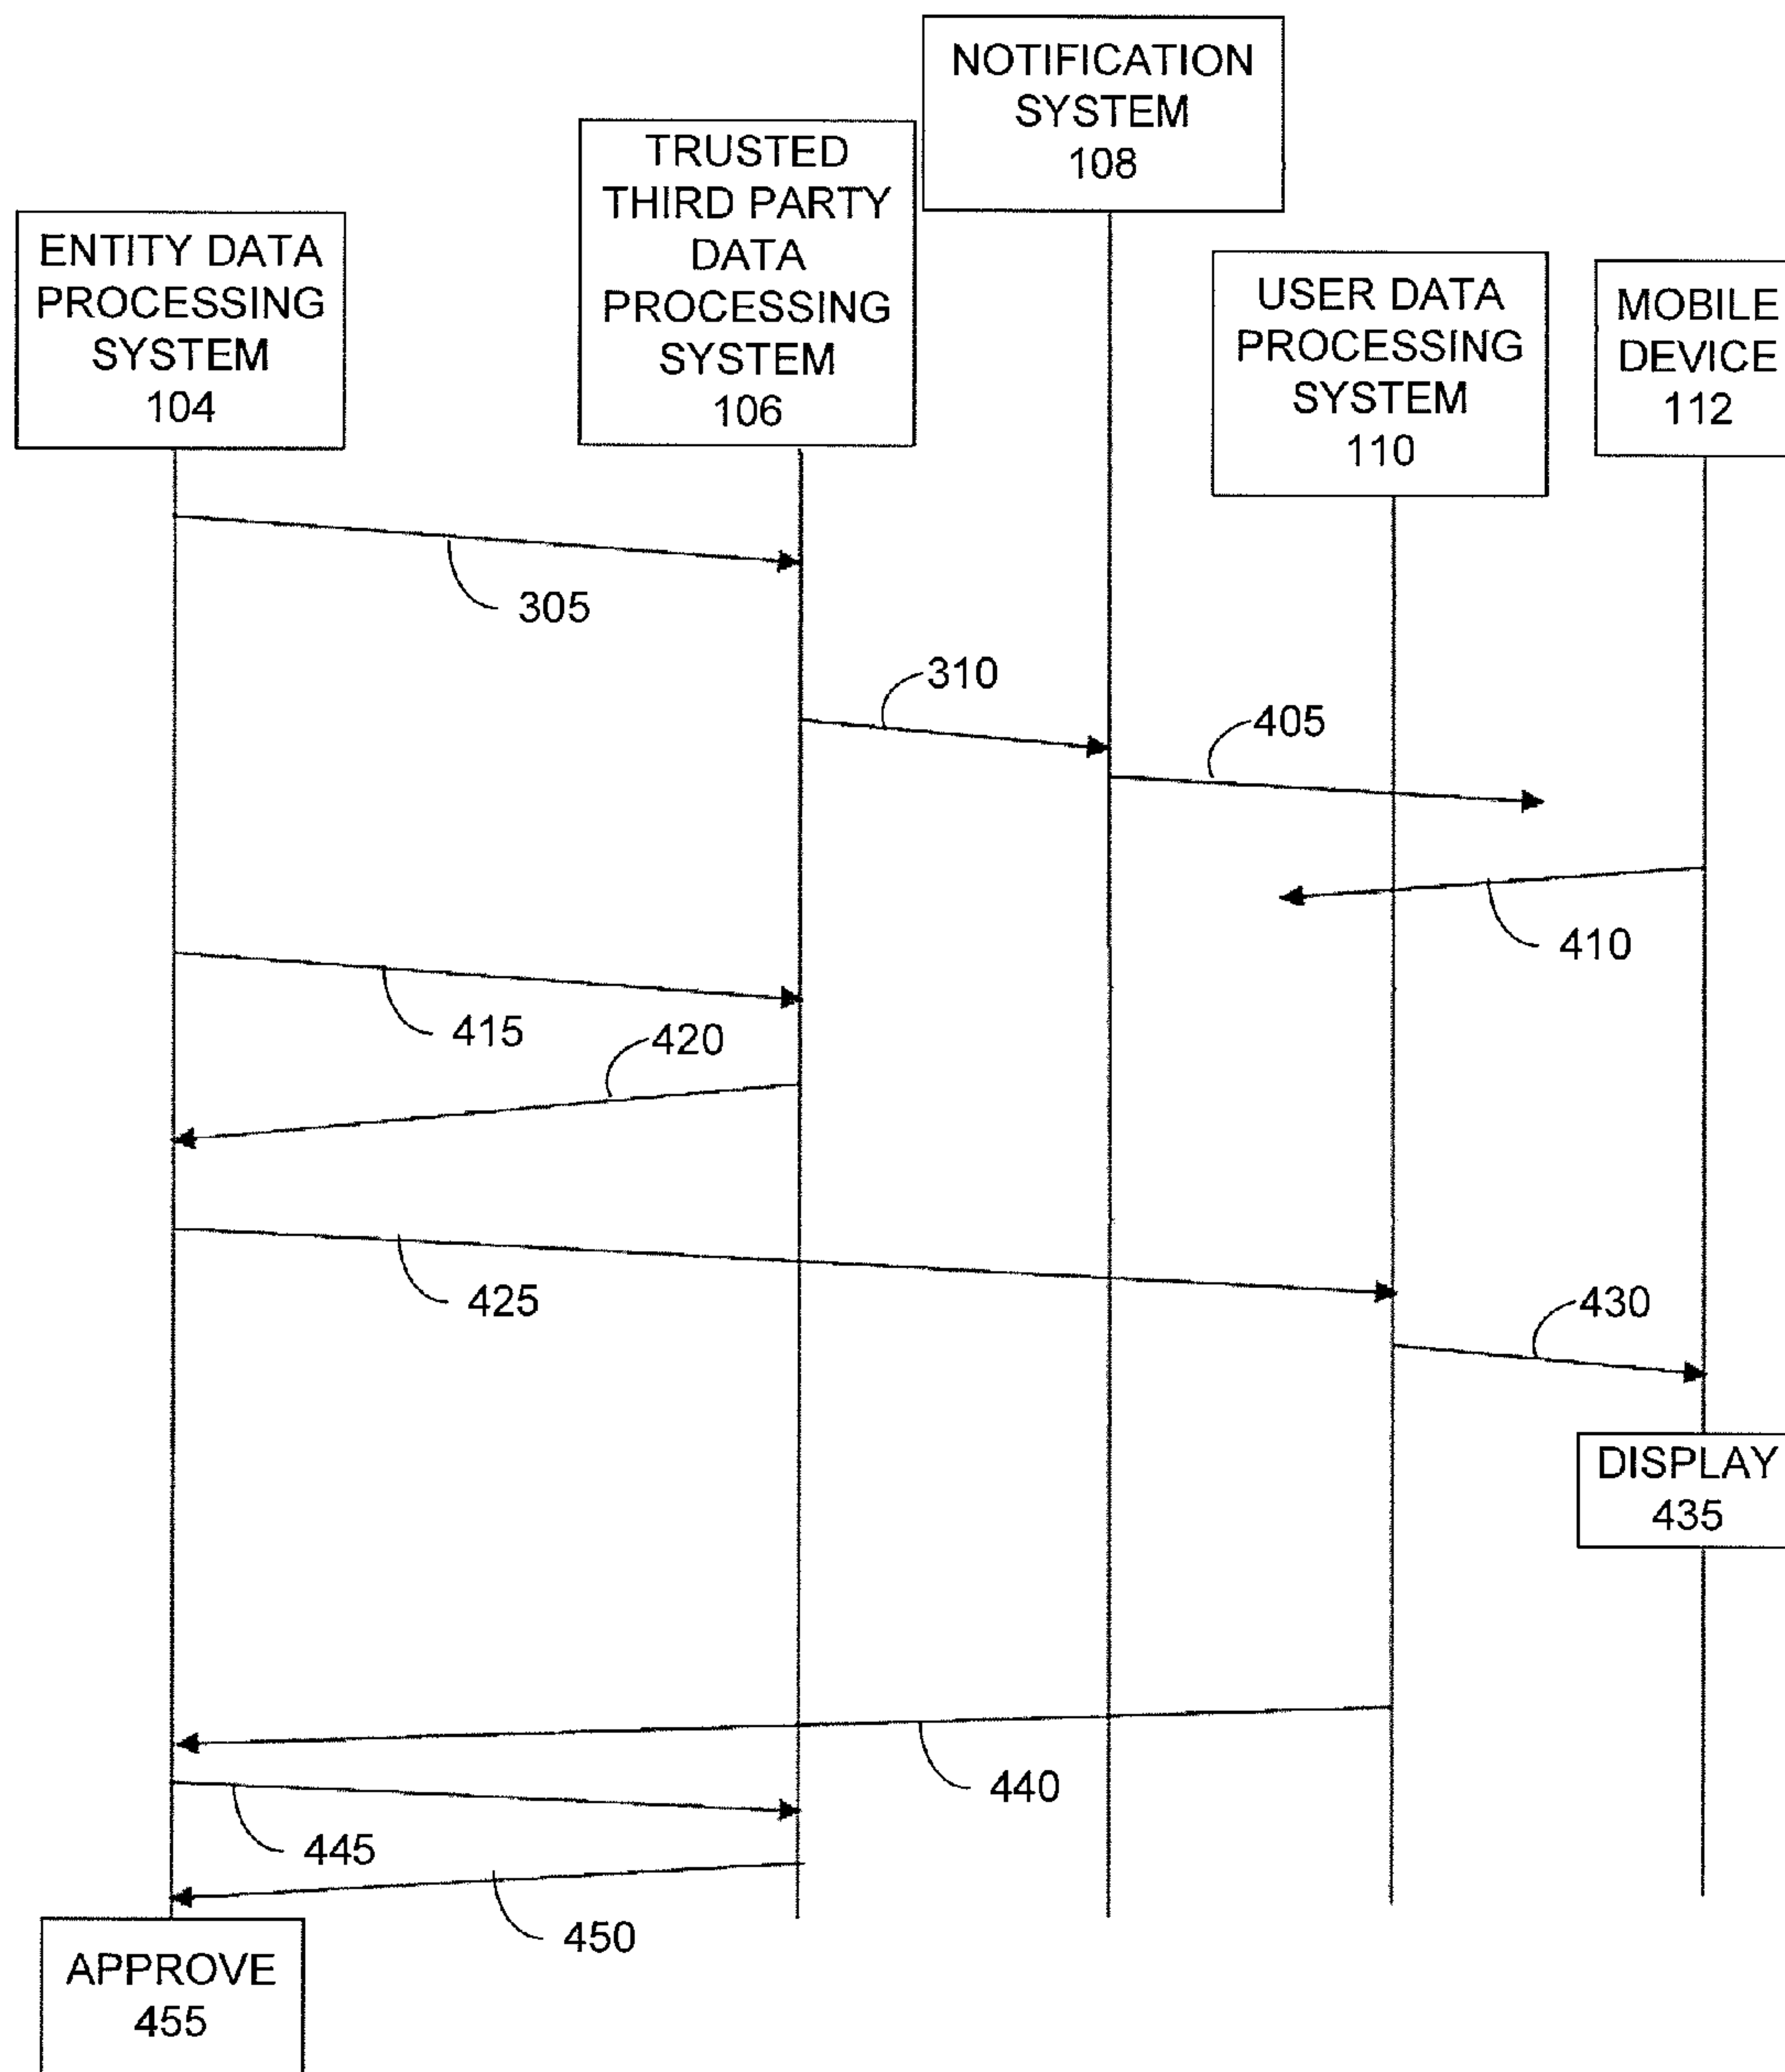 NOTIFICATION
SYSTEM
108
TRUSTED
THIRD PARTY
DATA
PROCESSING
SYSTEM
106
ENTITY DATA
PROCESSING
SYSTEM
104
USER DATA
PROCESSING
SYSTEM
110
MOBILE
DEVICE
112
305
310
405
410
415
420
425
430
DISPLAY
435
440
445
450
APPROVE
455